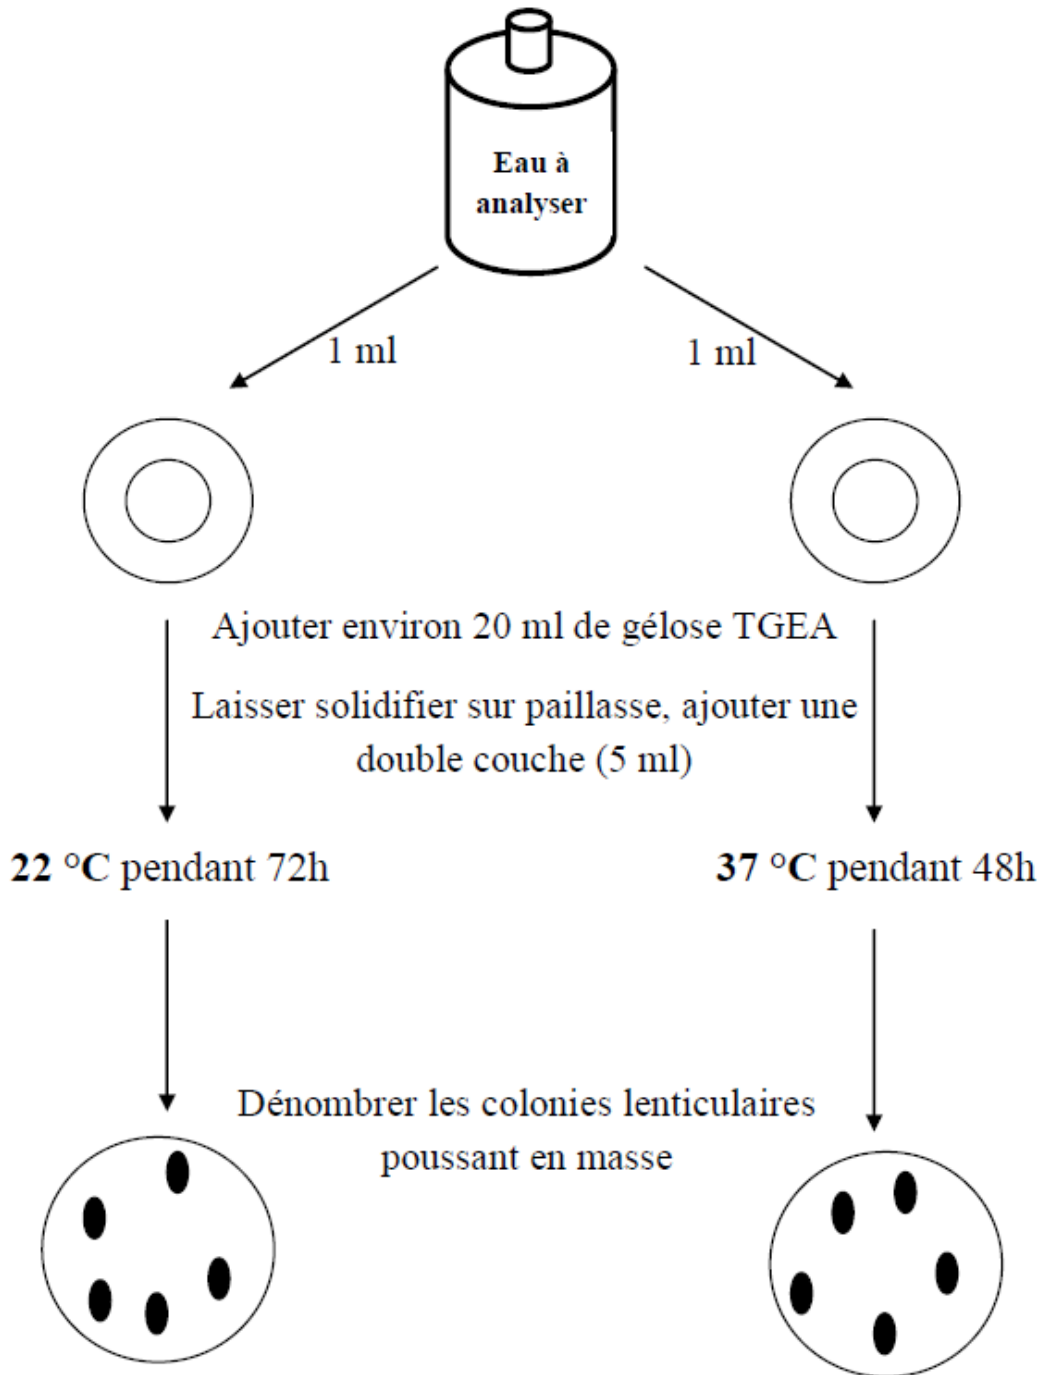 Eau à
analyser
1 ml
1 ml
Ajouter environ 20 ml de gélose TGEA
Laisser solidifier sur paillasse, ajouter une
double couche (5 ml)
22 °C pendant 72h
37 °C pendant 48h
Dénombrer les colonies lenticulaires
poussant en masse